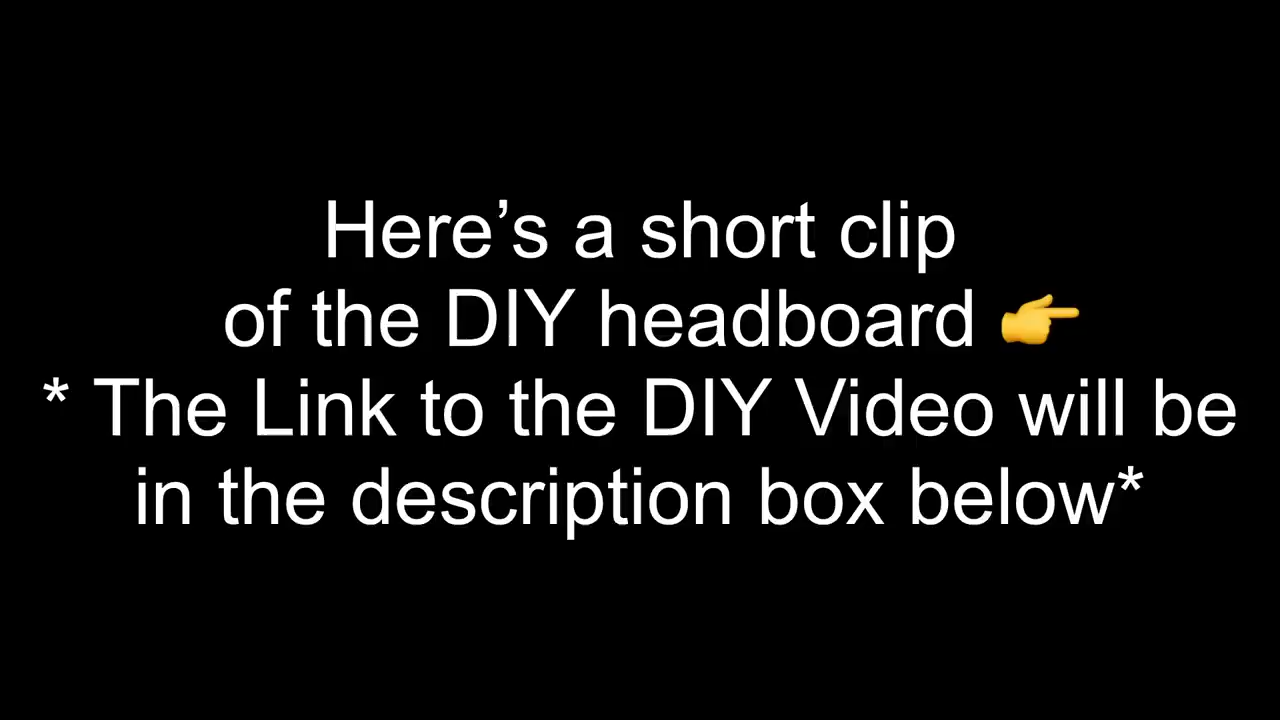 Here’s a short clip
of the DIY headboard 👉
* The Link to the DIY Video will be
in the description box below*